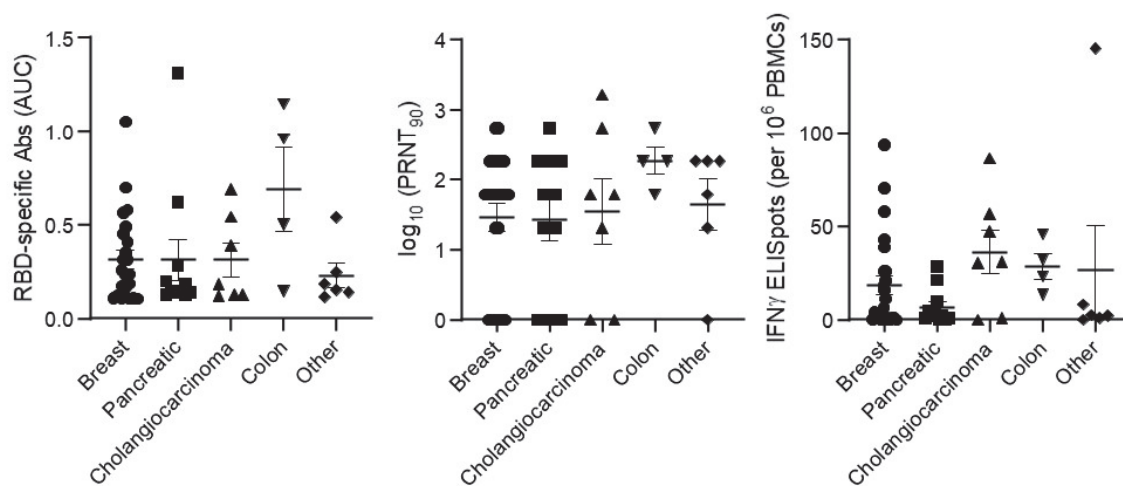 RBD-specific Abs (AUC)
1.5
1.0
0.5
0.0
Breast
Pancreatic
Cholangiocarcinoma
Colon
Other
log10 (PRNT90)
4
3
2
1
0
Breast
Pancreatic
Cholangiocarcinoma
Colon
Other
IFNγ ELISpots (per 10^6 PBMCs)
150
100
50
0
Breast
Pancreatic
Cholangiocarcinoma
Colon
Other